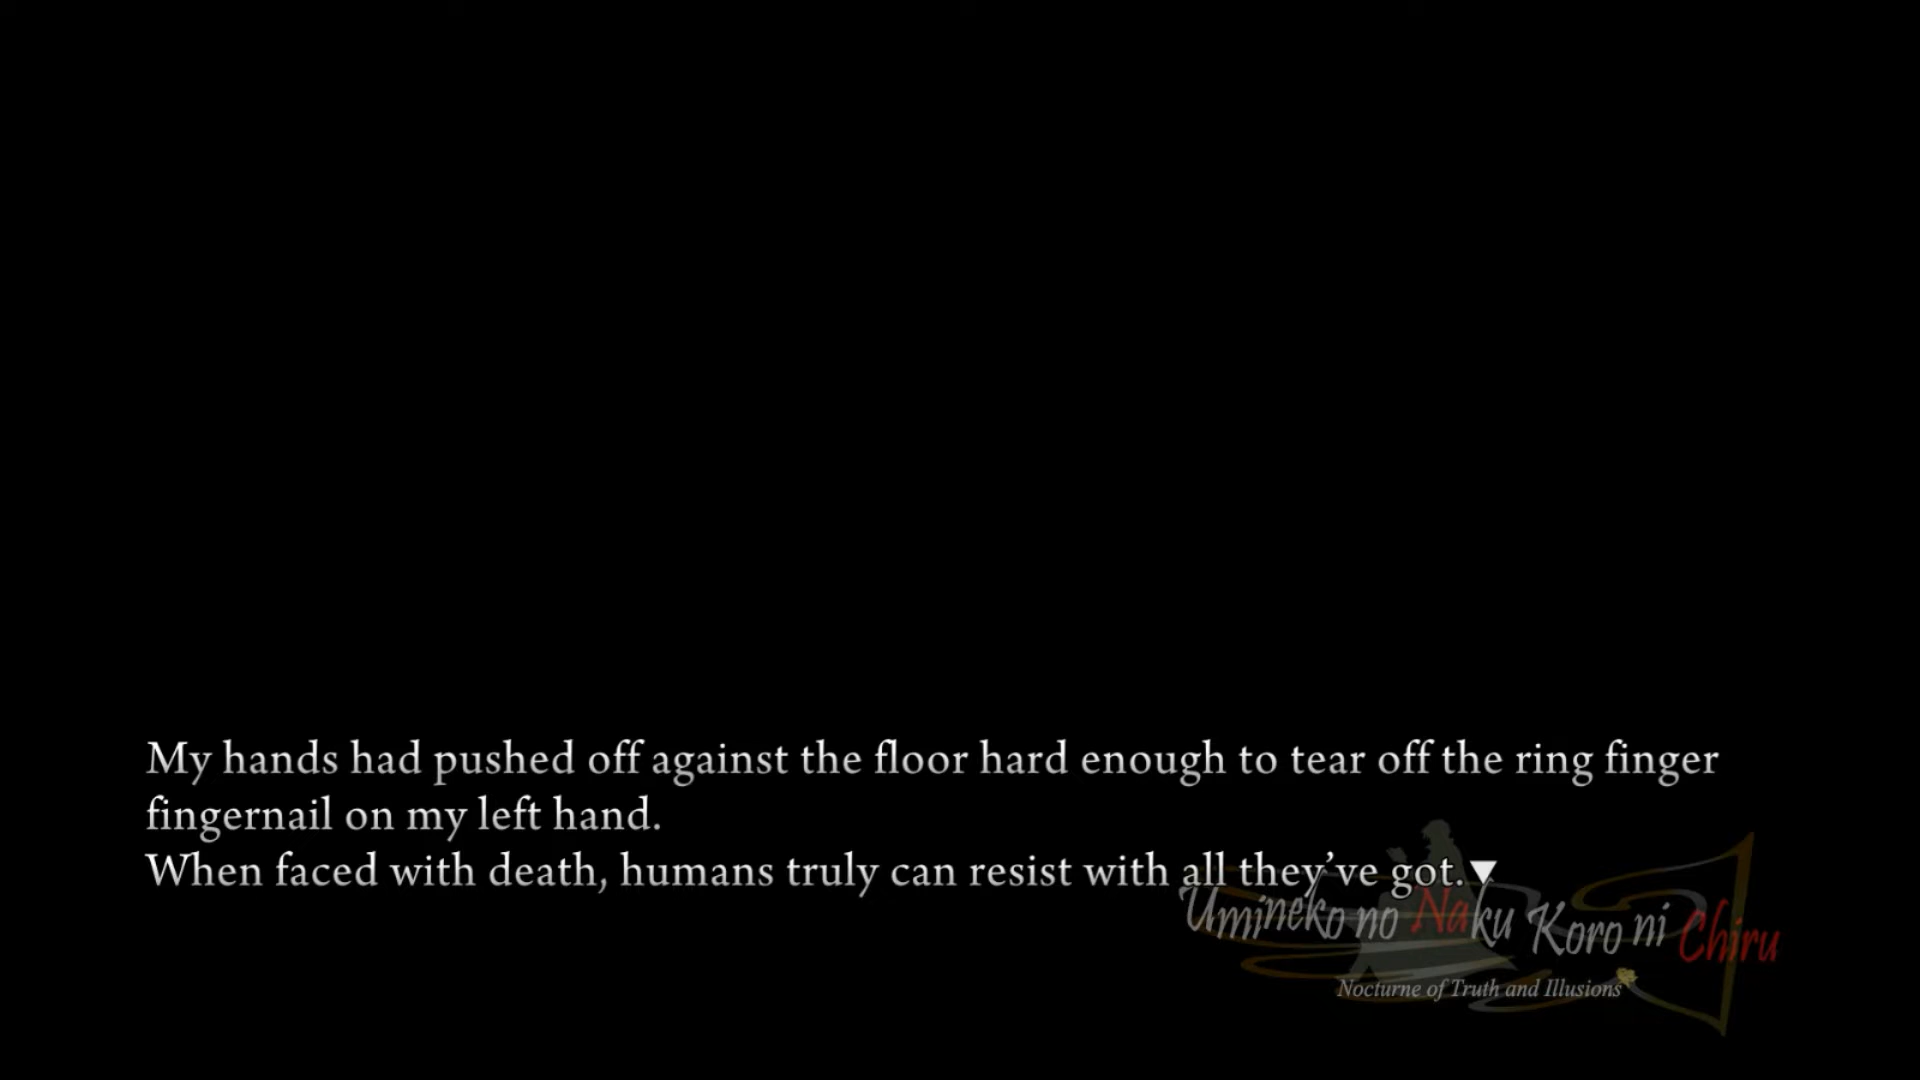 My hands had pushed off against the floor hard enough to tear off the ring finger
fingernail on my left hand.
When faced with death, humans truly can resist with all they've got.
Umineko no Naku Koro ni Chiru
Nocturne of Truth and Illusions